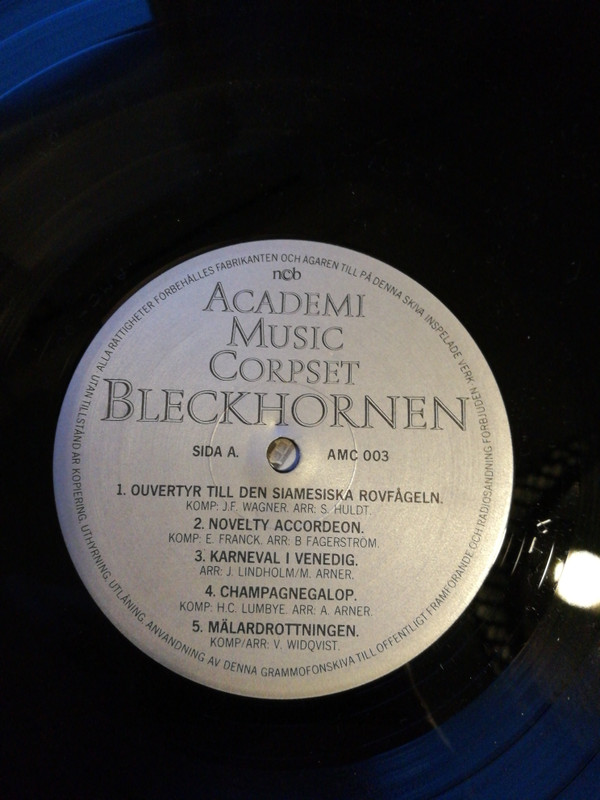 ALLA RÄTTIGHETER FÖRBEHÅLLES FABRIKANTEN OCH ÄGAREN TILL PÅ DENNA SKIVA INSPELADE VERK.
UTAN TILLSTÅND ÄR KOPIERING, UTHYRNING, UTLÅNING, ANVÄNDNING AV DENNA GRAMMOFONSKIVA TILL OFFENTLIGT FRAMFÖRANDE OCH RADIOSÄNDNING FÖRBJUDEN.
ncb
ACADEMI
MUSIC
CORPSET
BLECKHORNEN
SIDA A. AMC 003
1. OUVERTYR TILL DEN SIAMESISKA ROVFÅGELN.
KOMP: J.F. WAGNER. ARR: S. HULDT.
2. NOVELTY ACCORDEON.
KOMP: E. FRANCK. ARR: B FAGERSTRÖM.
3. KARNEVAL I VENEDIG.
ARR: J. LINDHOLM/M. ARNER.
4. CHAMPAGNEGALOP.
KOMP: H.C. LUMBYE. ARR: A. ARNER.
5. MÄLARDROTTNINGEN.
KOMP/ARR: V. WIDQVIST.